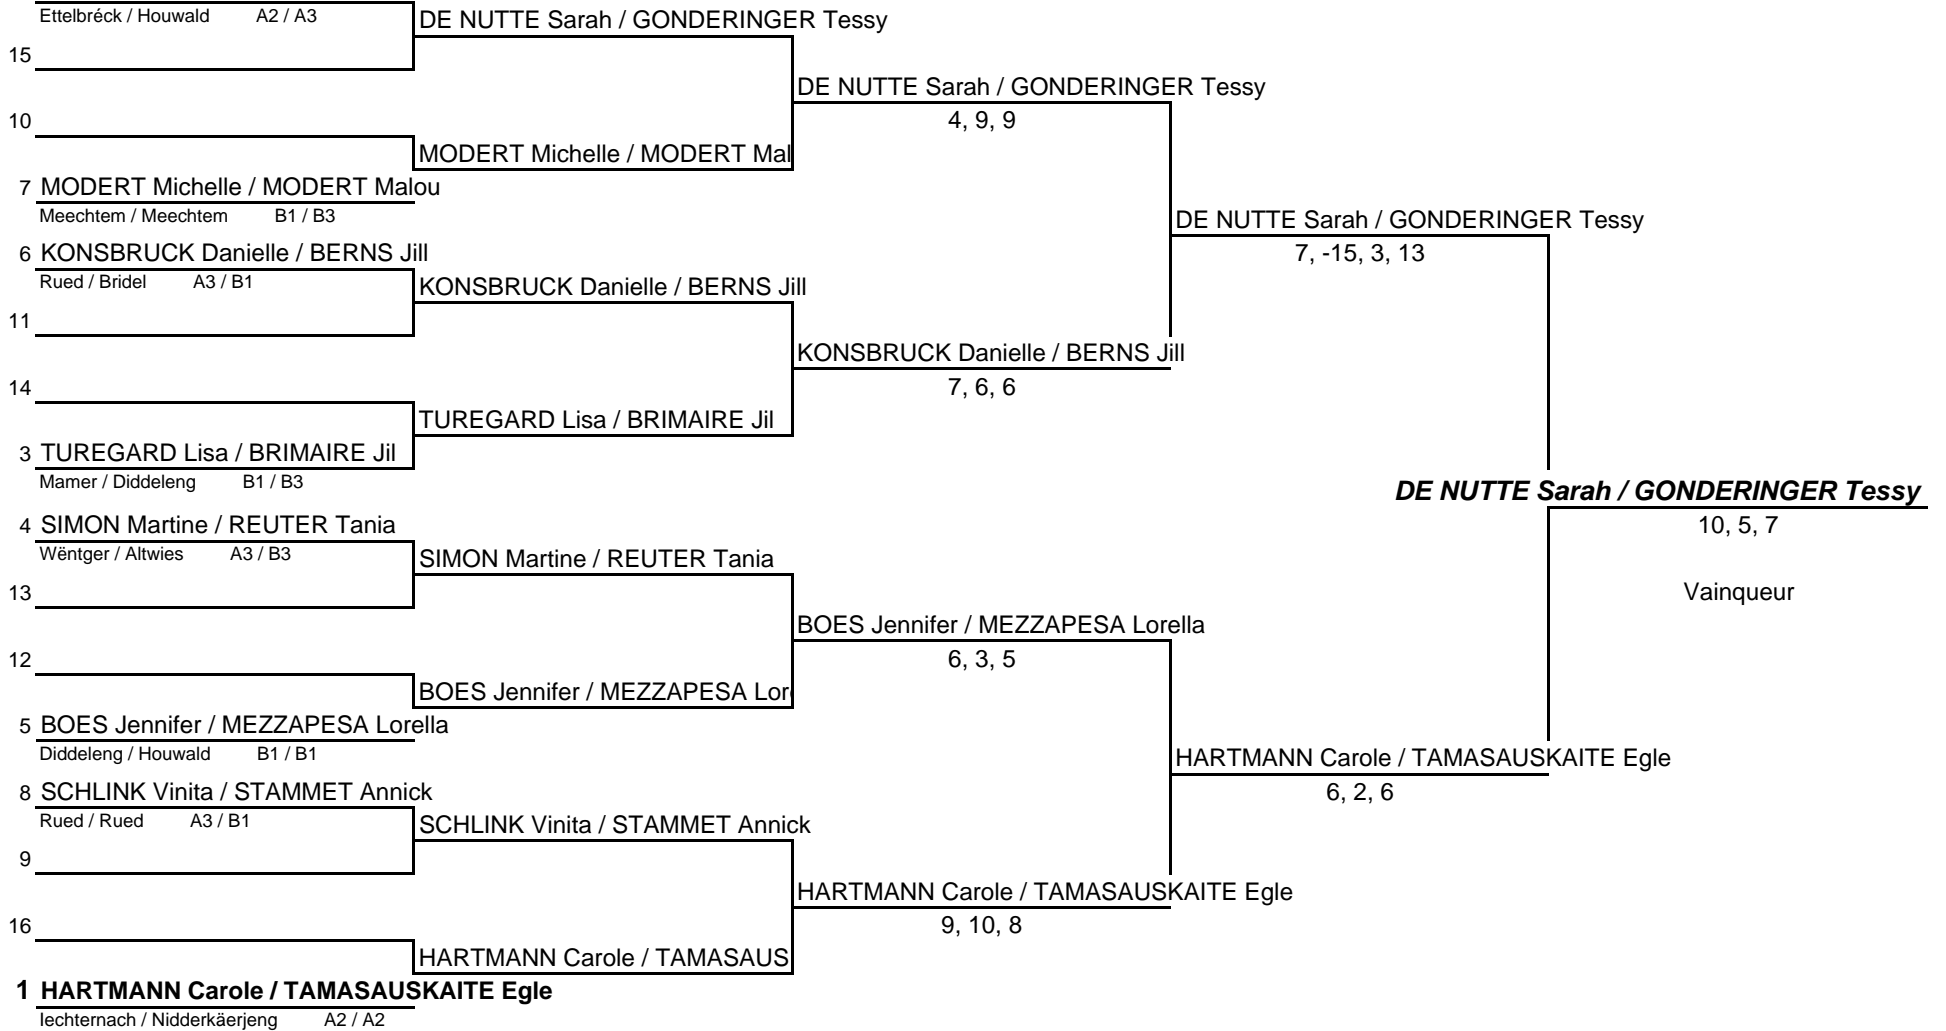 Ettelbréck / Houwald A2 / A3
DE NUTTE Sarah / GONDERINGER Tessy
15
DE NUTTE Sarah / GONDERINGER Tessy
10
4, 9, 9
MODERT Michelle / MODERT Mal
7 MODERT Michelle / MODERT Malou
Meechtem / Meechtem B1 / B3
DE NUTTE Sarah / GONDERINGER Tessy
6 KONSBRUCK Danielle / BERNS Jill
7, -15, 3, 13
Rued / Bridel A3 / B1
KONSBRUCK Danielle / BERNS Jill
11
KONSBRUCK Danielle / BERNS Jill
14
7, 6, 6
TUREGARD Lisa / BRIMAIRE Jil
3 TUREGARD Lisa / BRIMAIRE Jil
Mamer / Diddeleng B1 / B3
DE NUTTE Sarah / GONDERINGER Tessy
4 SIMON Martine / REUTER Tania
10, 5, 7
Wëntger / Altwies A3 / B3
SIMON Martine / REUTER Tania
13
Vainqueur
BOES Jennifer / MEZZAPESA Lorella
12
6, 3, 5
BOES Jennifer / MEZZAPESA Lor
5 BOES Jennifer / MEZZAPESA Lorella
Diddeleng / Houwald B1 / B1
HARTMANN Carole / TAMASAUSKAITE Egle
8 SCHLINK Vinita / STAMMET Annick
6, 2, 6
Rued / Rued A3 / B1
SCHLINK Vinita / STAMMET Annick
9
HARTMANN Carole / TAMASAUSKAITE Egle
16
9, 10, 8
HARTMANN Carole / TAMASAUS
1 HARTMANN Carole / TAMASAUSKAITE Egle
Iechternach / Nidderkäerjeng A2 / A2